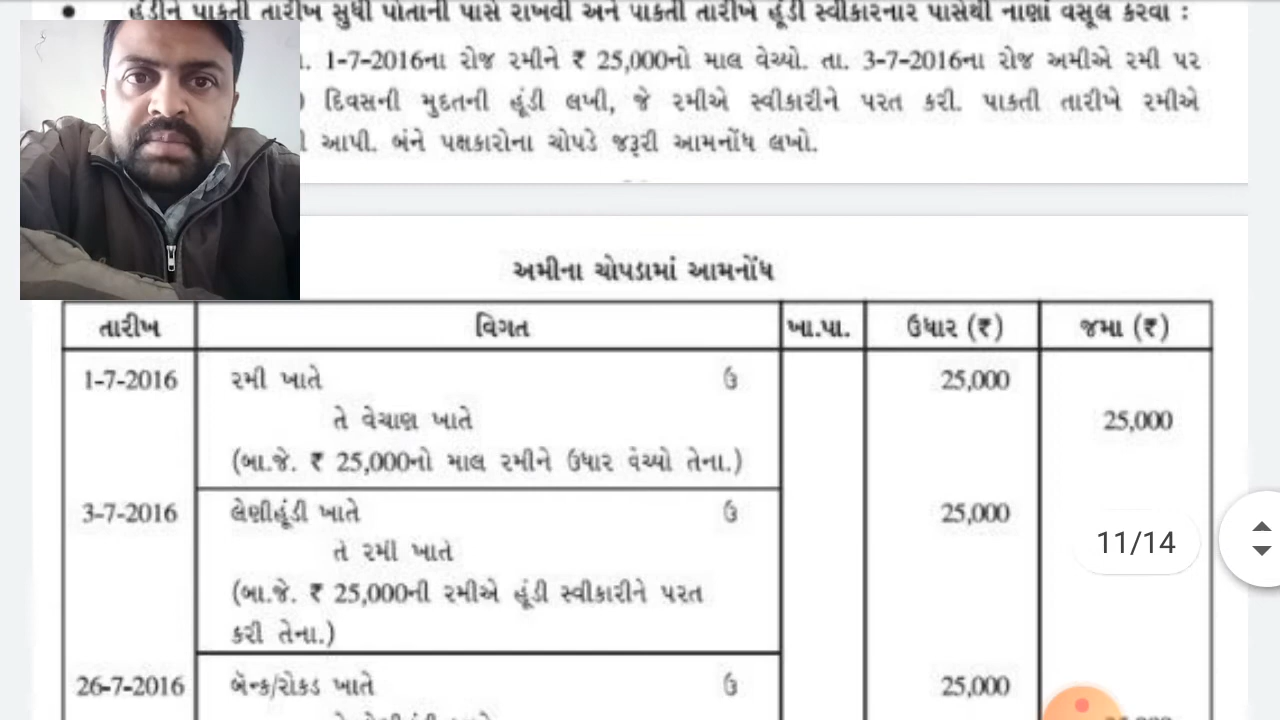 • હૂંડીને પાકતી તારીખ સુધી પોતાની પાસે રાખવી અને પાકતી તારીખે હૂંડી સ્વીકારનાર પાસેથી નાણાં વસૂલ કરવા :
1-7-2016ના રોજ રમીને ₹ 25,000નો માલ વેચ્યો. તા. 3-7-2016ના રોજ અમીએ રમી પર
દિવસની મુદતની હૂંડી લખી, જે રમીએ સ્વીકારીને પરત કરી. પાકતી તારીખે રમીએ
આપી. બંને પક્ષકારોના ચોપડે જરૂરી આમનોંધ લખો.
અમીના ચોપડામાં આમનોંધ
તારીખ વિગત ખા.પા. ઉધાર (₹) જમા (₹)
1-7-2016 રમી ખાતે ઉ 25,000
તે વેચાણ ખાતે 25,000
(બા.જે. ₹ 25,000નો માલ રમીને ઉધાર વેચ્યો તેના.)
3-7-2016 લેણીહૂંડી ખાતે ઉ 25,000
11/14
તે રમી ખાતે
(બા.જે. ₹ 25,000ની રમીએ હૂંડી સ્વીકારીને પરત
કરી તેના.)
26-7-2016 બૅન્ક/રોકડ ખાતે ઉ 25,000